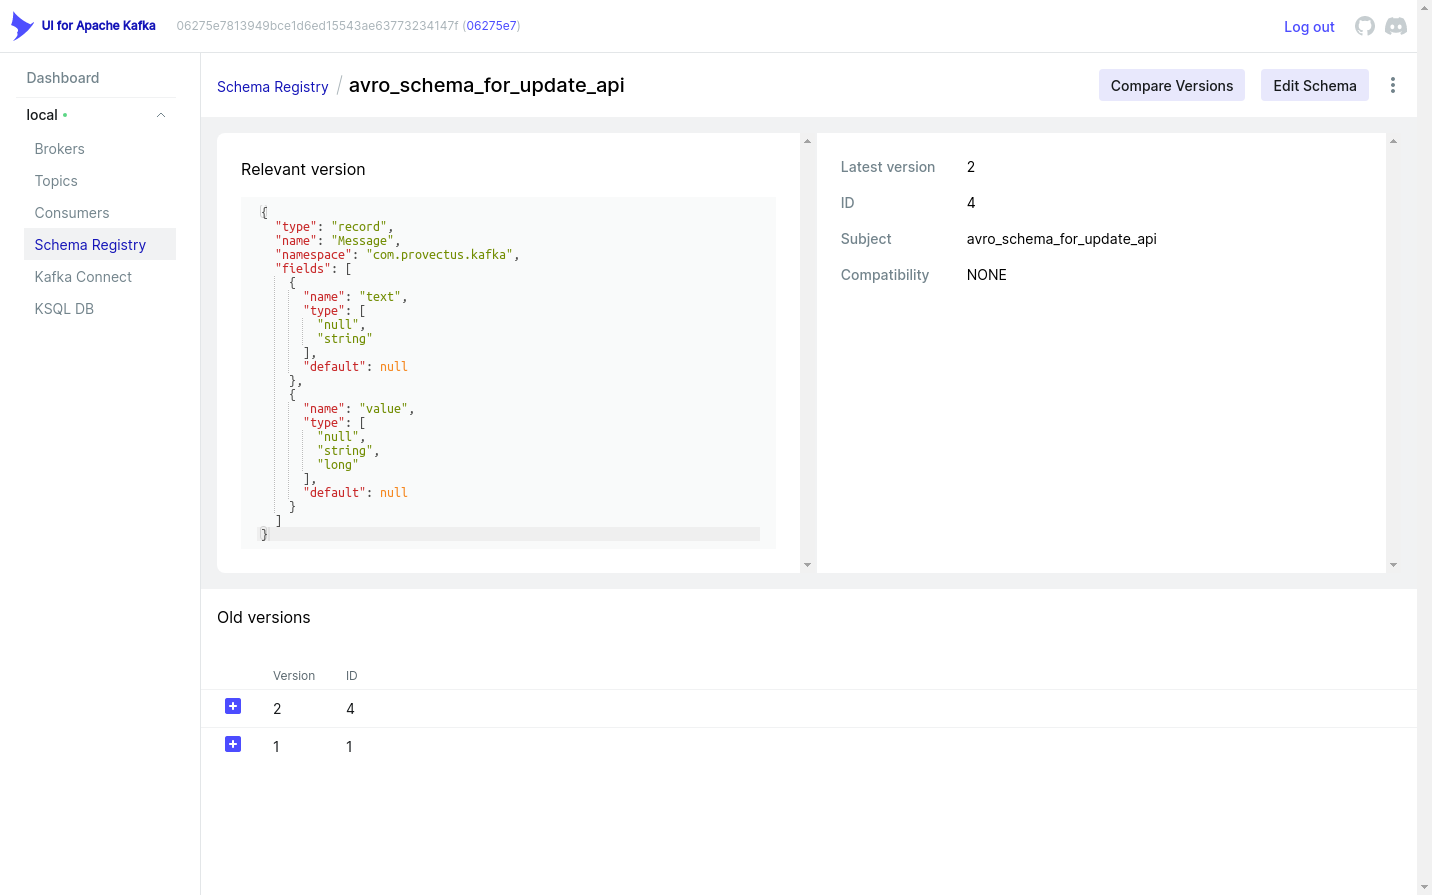 UI for Apache Kafka 06275e7813949bce1d6ed15543ae63773234147f (06275e7) Log out
Dashboard
local
Brokers
Topics
Consumers
Schema Registry
Kafka Connect
KSQL DB
Schema Registry / avro_schema_for_update_api Compare Versions Edit Schema
Relevant version
{
"type": "record",
"name": "Message",
"namespace": "com.provectus.kafka",
"fields": [
{
"name": "text",
"type": [
"null",
"string"
],
"default": null
},
{
"name": "value",
"type": [
"null",
"string",
"long"
],
"default": null
}
]
}
Latest version 2
ID 4
Subject avro_schema_for_update_api
Compatibility NONE
Old versions
Version ID
2 4
1 1